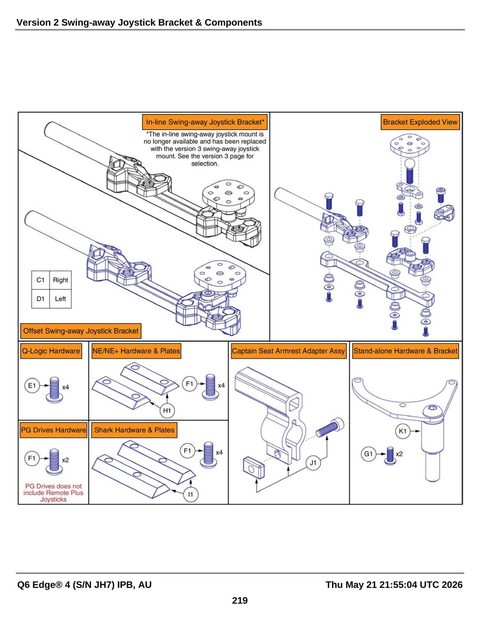 Version 2 Swing-away Joystick Bracket & Components
In-line Swing-away Joystick Bracket*
*The in-line swing-away joystick mount is
no longer available and has been replaced
with the version 3 swing-away joystick
mount. See the version 3 page for
selection.
Bracket Exploded View
C1 Right
D1 Left
Offset Swing-away Joystick Bracket
Q-Logic Hardware
E1 x4
NE/NE+ Hardware & Plates
F1 x4
H1
Captain Seat Armrest Adapter Assy
J1
Stand-alone Hardware & Bracket
K1
G1 x2
PG Drives Hardware
F1 x2
PG Drives does not
include Remote Plus
Joysticks
Shark Hardware & Plates
F1 x4
I1
Q6 Edge® 4 (S/N JH7) IPB, AU
Thu May 21 21:55:04 UTC 2026
219